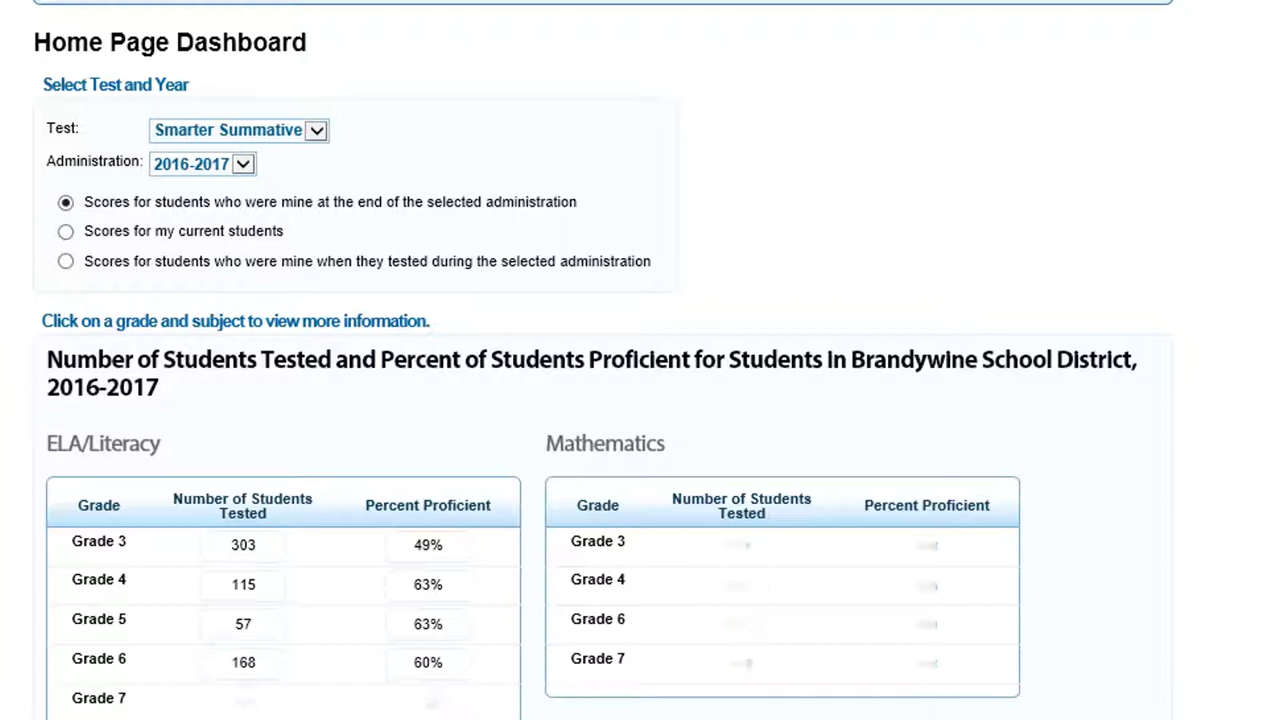 Home Page Dashboard
Select Test and Year
Test: Smarter Summative
Administration: 2016-2017
Scores for students who were mine at the end of the selected administration
Scores for my current students
Scores for students who were mine when they tested during the selected administration
Click on a grade and subject to view more information.
Number of Students Tested and Percent of Students Proficient for Students in Brandywine School District,
2016-2017
ELA/Literacy
Grade Number of Students Tested Percent Proficient
Grade 3 303 49%
Grade 4 115 63%
Grade 5 57 63%
Grade 6 168 60%
Grade 7
Mathematics
Grade Number of Students Tested Percent Proficient
Grade 3
Grade 4
Grade 6
Grade 7